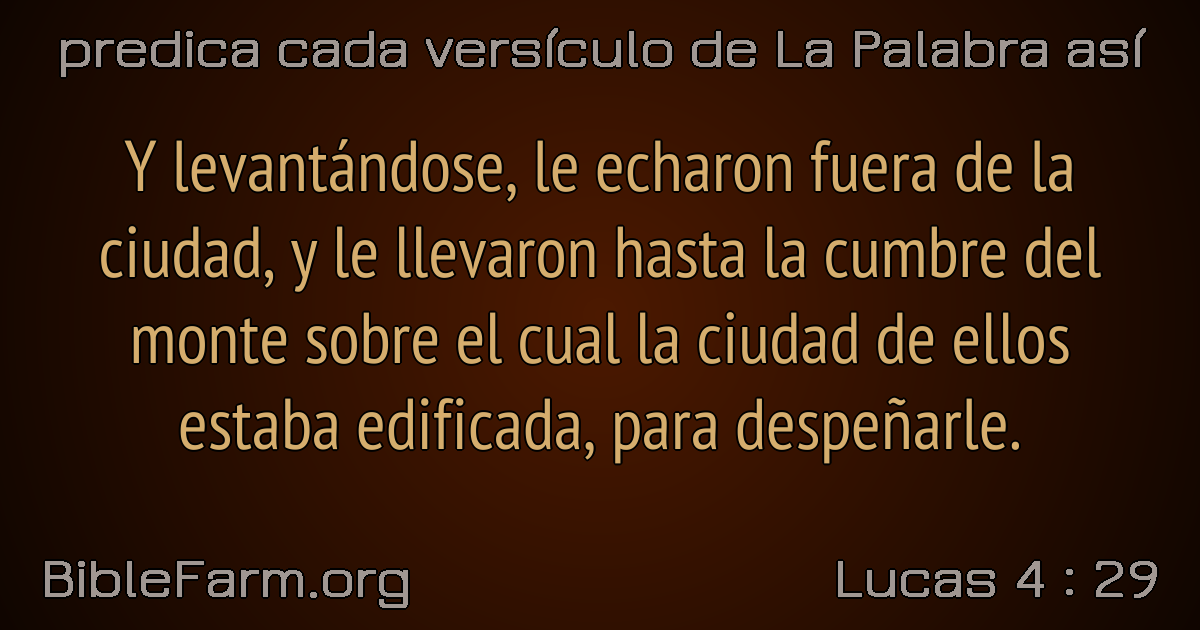 predica cada versículo de La Palabra así
Y levantándose, le echaron fuera de la
ciudad, y le llevaron hasta la cumbre del
monte sobre el cual la ciudad de ellos
estaba edificada, para despeñarle.
BibleFarm.org
Lucas 4 : 29